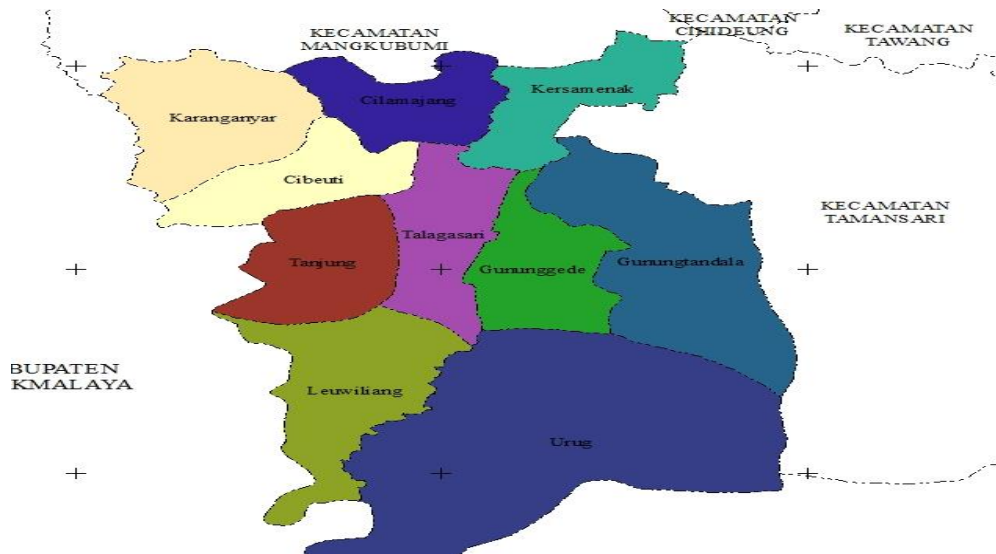 KECAMATAN
MANGKUBUMI
KECAMATAN
CIHIDEUNG
KECAMATAN
TAWANG
Karanganyar
Cilamajang
Kersamenak
Cibeuti
KECAMATAN
TAMANSARI
Talagasari
Tanjung
Gununggede
Gunungtandala
BUPATEN
KMALAYA
Leuwiliang
Urug